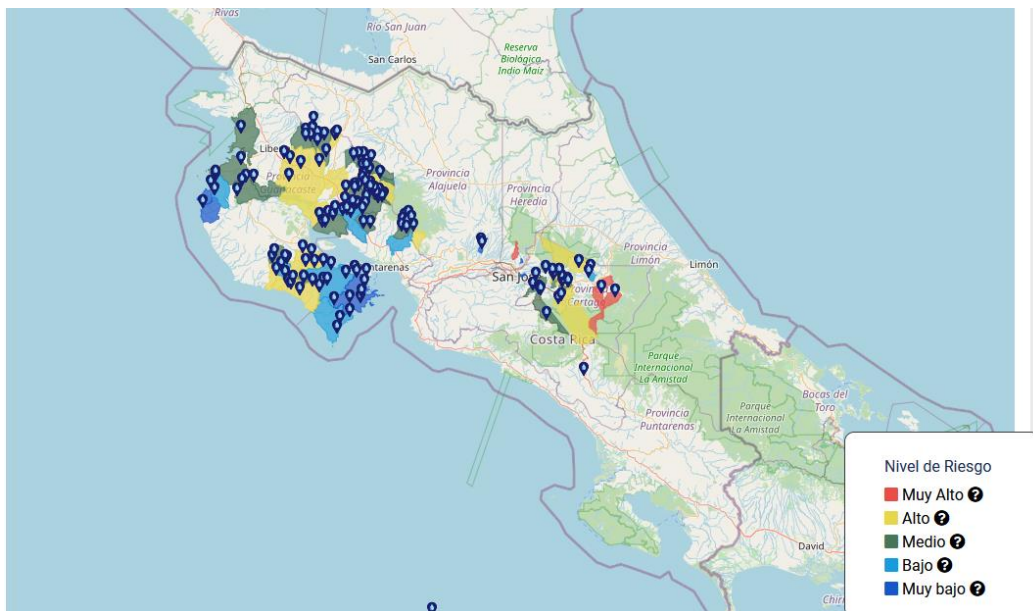 Rivas
Río San Juan
San Carlos
Reserva
Biológica
Indio Maíz
Liberia
Provincia
Guanacaste
Provincia
Alajuela
Provincia
Heredia
Provincia
Limón
Limón
Puntarenas
San José
Provincia
Cartago
Costa Rica
Parque
Internacional
La Amistad
Bocas del
Toro
Parque
Internacional
La Amistad
Provincia
Puntarenas
David
Nivel de Riesgo
Muy Alto ?
Alto ?
Medio ?
Bajo ?
Muy bajo ?